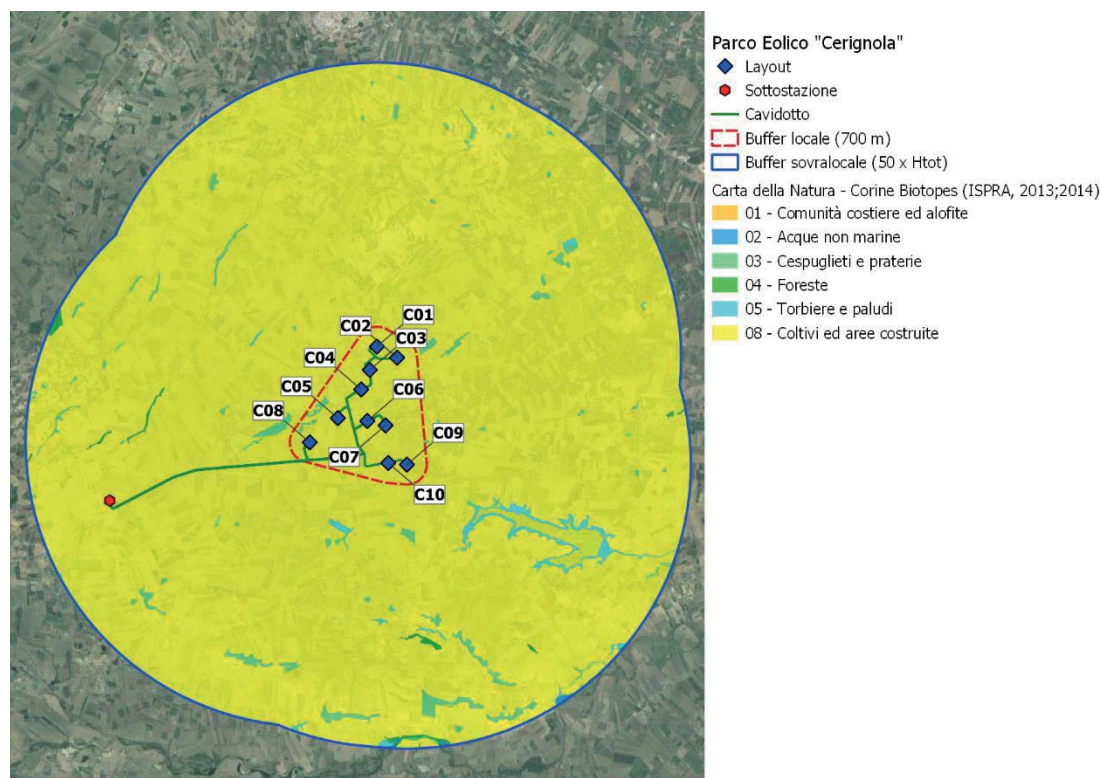 Parco Eolico "Cerignola"
Layout
Sottostazione
Cavidotto
Buffer locale (700 m)
Buffer sovralocale (50 x Htot)
Carta della Natura - Corine Biotopes (ISPRA, 2013;2014)
01 - Comunità costiere ed alofite
02 - Acque non marine
03 - Cespuglieti e praterie
04 - Foreste
05 - Torbiere e paludi
08 - Coltivi ed aree costruite
C01
C02
C03
C04
C05
C06
C08
C09
C07
C10